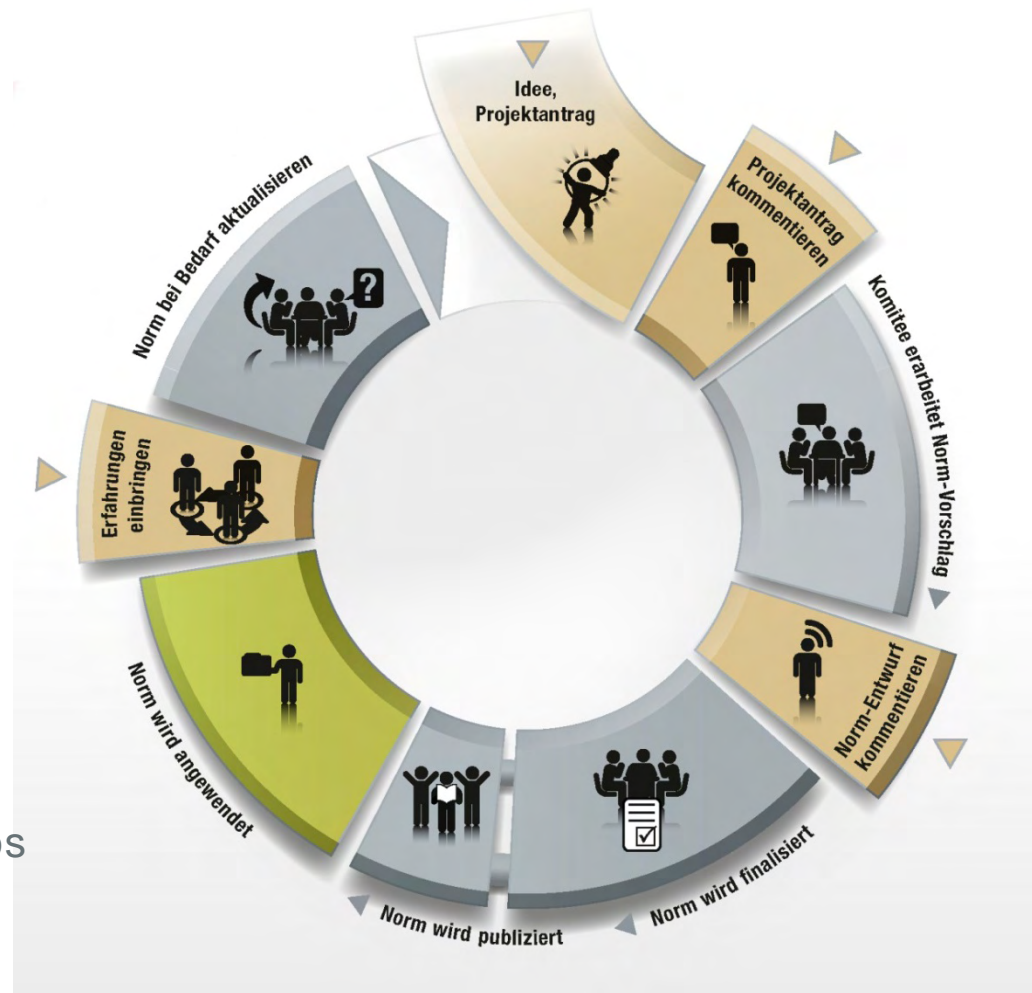 Idee,
Projektantrag
Projektantrag
kommentieren
Komitee erarbeitet Norm-Vorschlag
Norm-Entwurf
kommentieren
Norm wird finalisiert
Norm wird publiziert
Norm wird angewendet
Erfahrungen
einbringen
Norm bei Bedarf aktualisieren
?